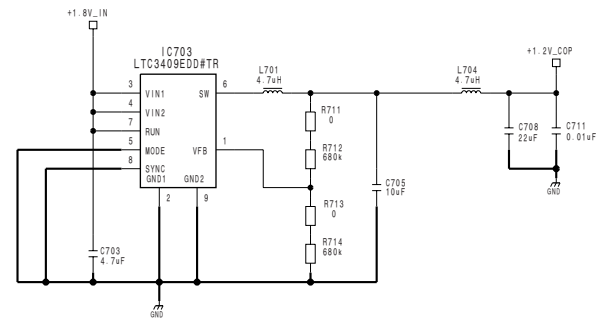 +1.8V_IN
IC703
LTC3409EDD#TR
3 VIN1 SW 6
4 VIN2
7 RUN
5 MODE VFB 1
8 SYNC
GND1 GND2
2 9
L701
4.7uH
R711
0
R712
680k
R713
0
R714
680k
C705
10uF
L704
4.7uH
+1.2V_COP
C708
22uF
C711
0.01uF
GND
C703
4.7uF
GND